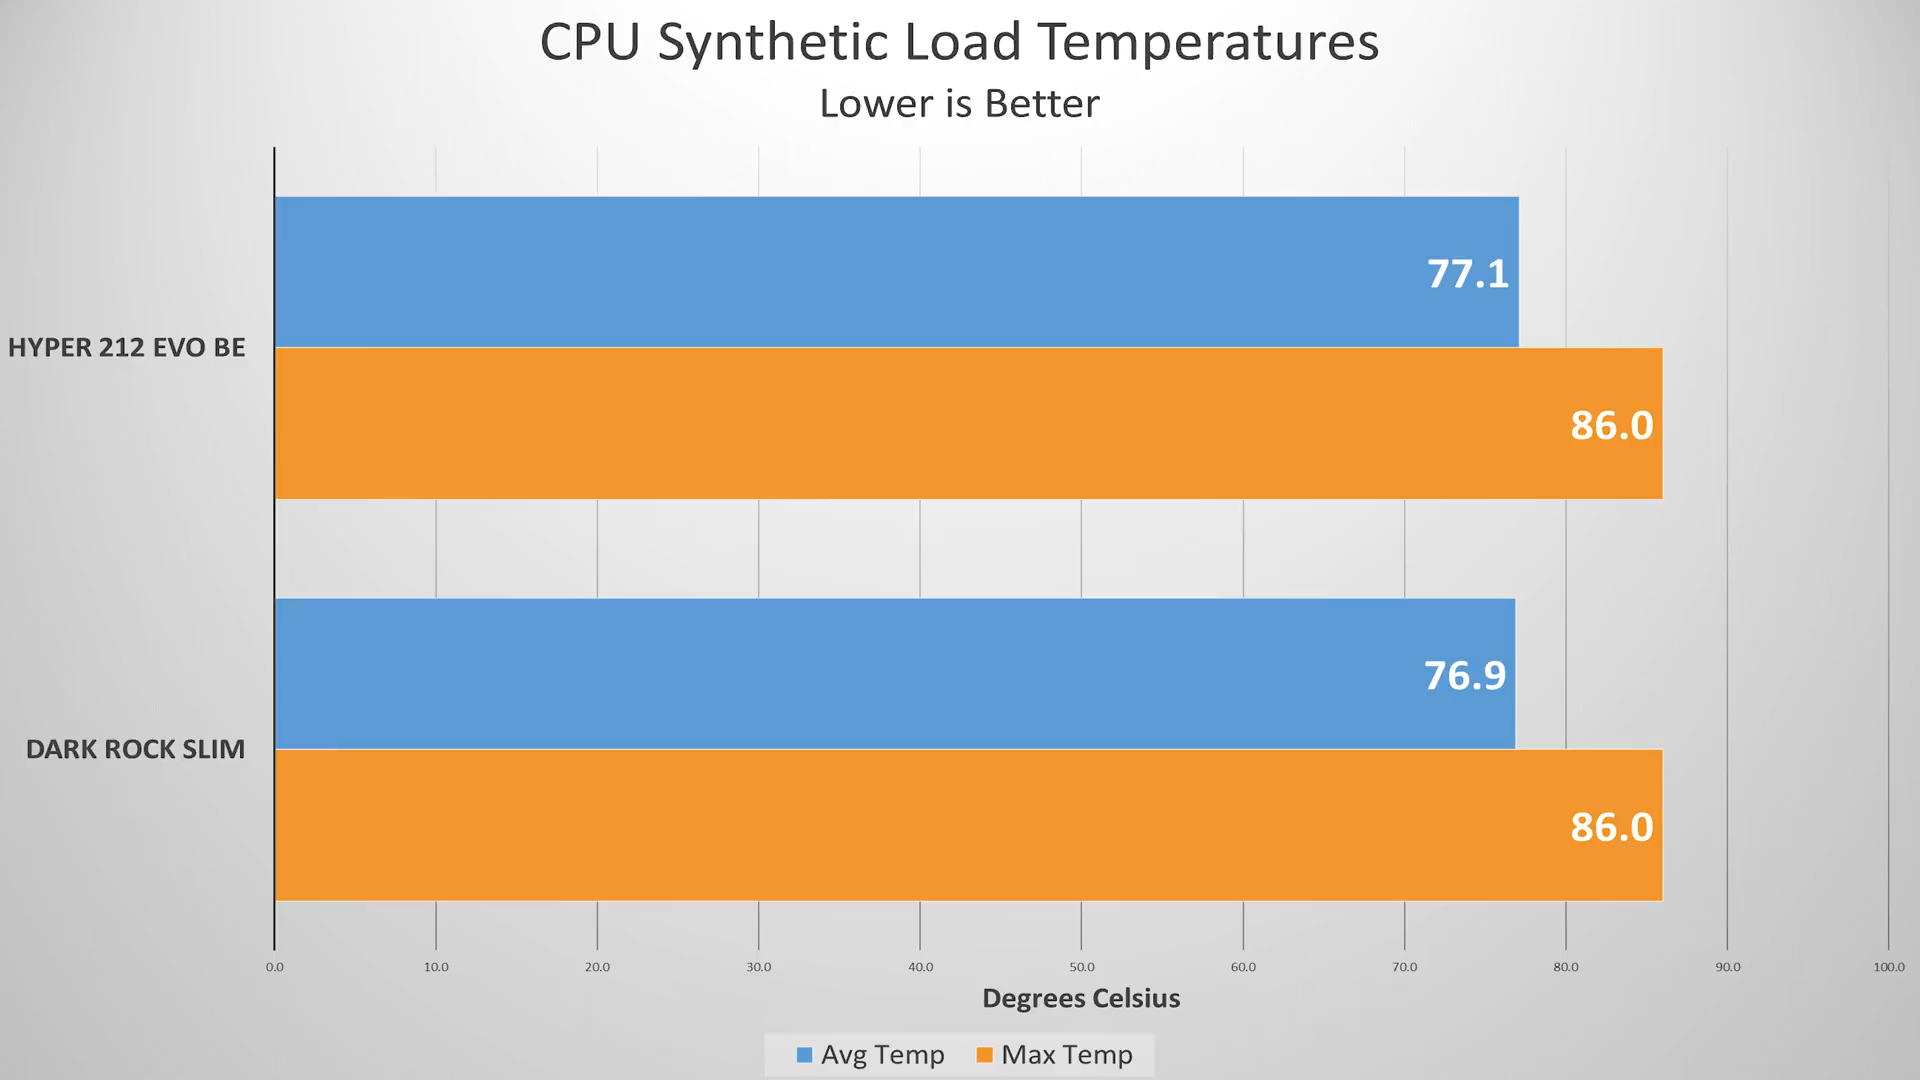 CPU Synthetic Load Temperatures
Lower is Better
77.1
HYPER 212 EVO BE
86.0
76.9
DARK ROCK SLIM
86.0
0.0 10.0 20.0 30.0 40.0 50.0 60.0 70.0 80.0 90.0 100.0
Degrees Celsius
Avg Temp Max Temp